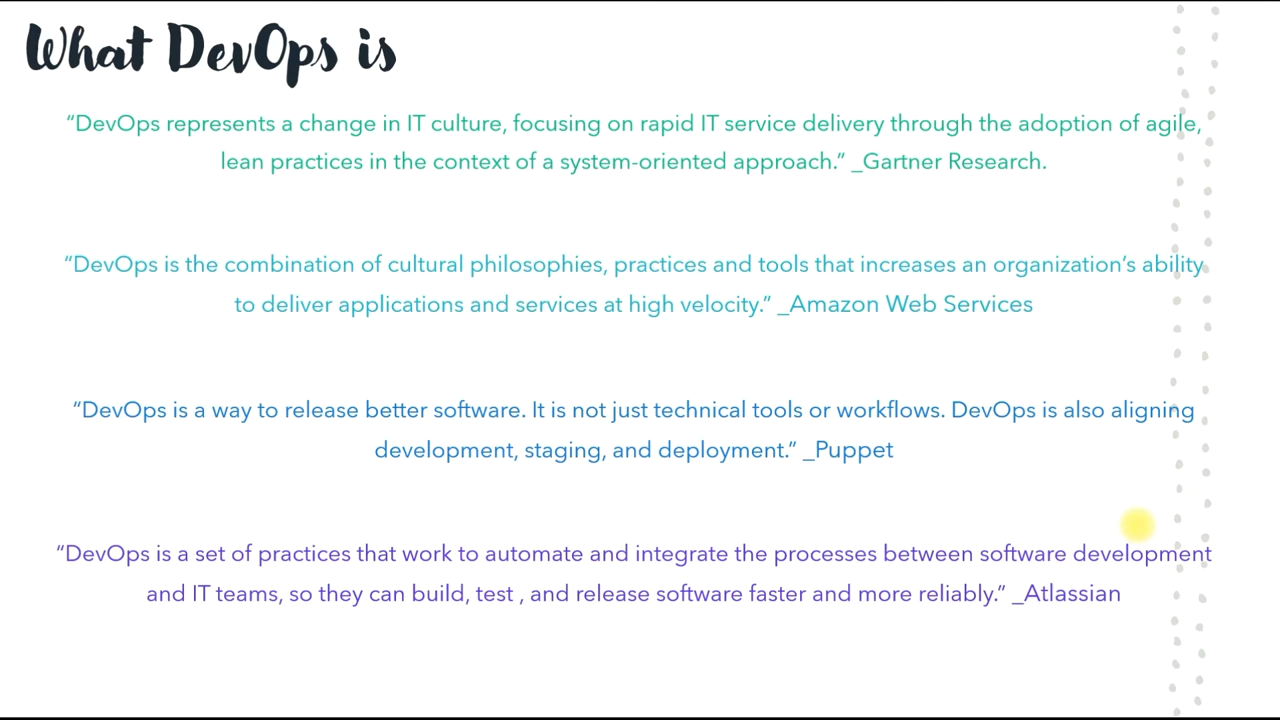 What DevOps is
“DevOps represents a change in IT culture, focusing on rapid IT service delivery through the adoption of agile,
lean practices in the context of a system-oriented approach.” _Gartner Research.
“DevOps is the combination of cultural philosophies, practices and tools that increases an organization’s ability
to deliver applications and services at high velocity.” _Amazon Web Services
“DevOps is a way to release better software. It is not just technical tools or workflows. DevOps is also aligning
development, staging, and deployment.” _Puppet
“DevOps is a set of practices that work to automate and integrate the processes between software development
and IT teams, so they can build, test , and release software faster and more reliably.” _Atlassian